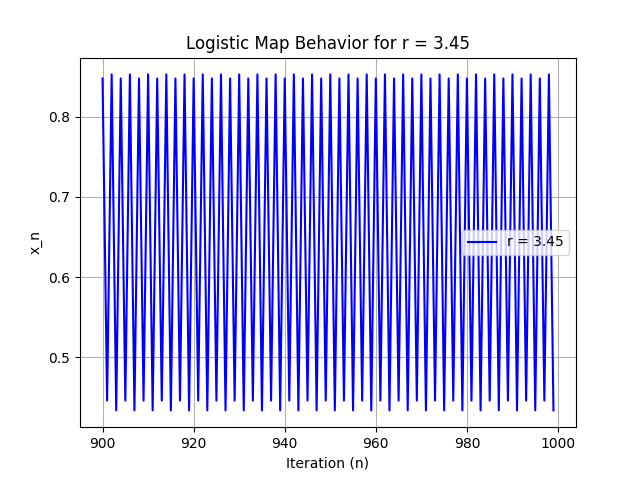 Logistic Map Behavior for r = 3.45
x_n
0.8
0.7
0.6
0.5
r = 3.45
900 920 940 960 980 1000
Iteration (n)